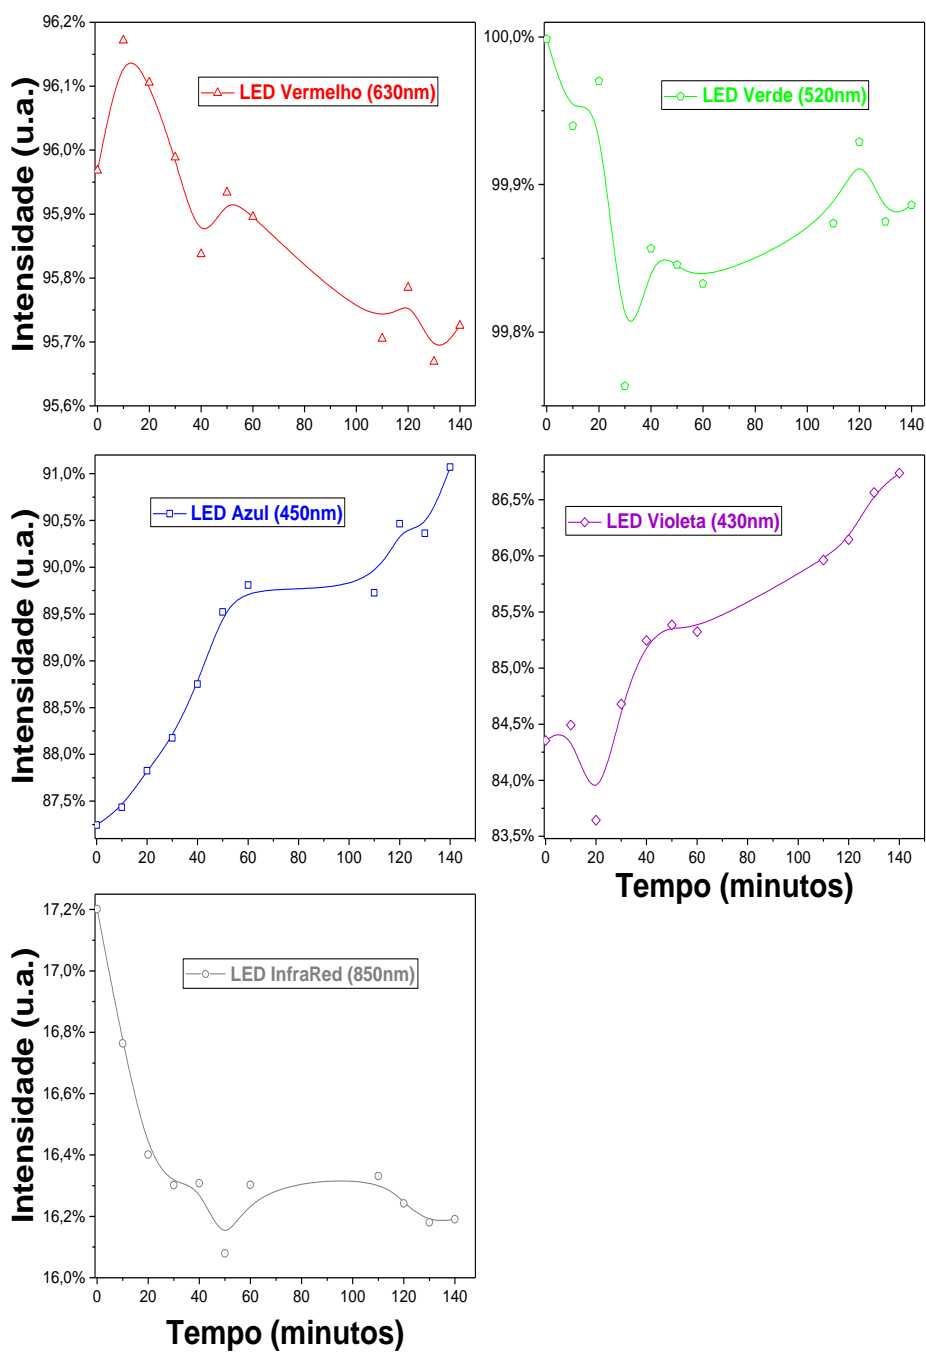 Intensidade (u.a.)
96,2%
96,1%
96,0%
95,9%
95,8%
95,7%
95,6%
LED Vermelho (630nm)
0 20 40 60 80 100 120 140
100,0%
99,9%
99,8%
LED Verde (520nm)
0 20 40 60 80 100 120 140
Intensidade (u.a.)
91,0%
90,5%
90,0%
89,5%
89,0%
88,5%
88,0%
87,5%
LED Azul (450nm)
0 20 40 60 80 100 120 140
86,5%
86,0%
85,5%
85,0%
84,5%
84,0%
83,5%
LED Violeta (430nm)
0 20 40 60 80 100 120 140
Tempo (minutos)
Intensidade (u.a.)
17,2%
17,0%
16,8%
16,6%
16,4%
16,2%
16,0%
LED InfraRed (850nm)
0 20 40 60 80 100 120 140
Tempo (minutos)